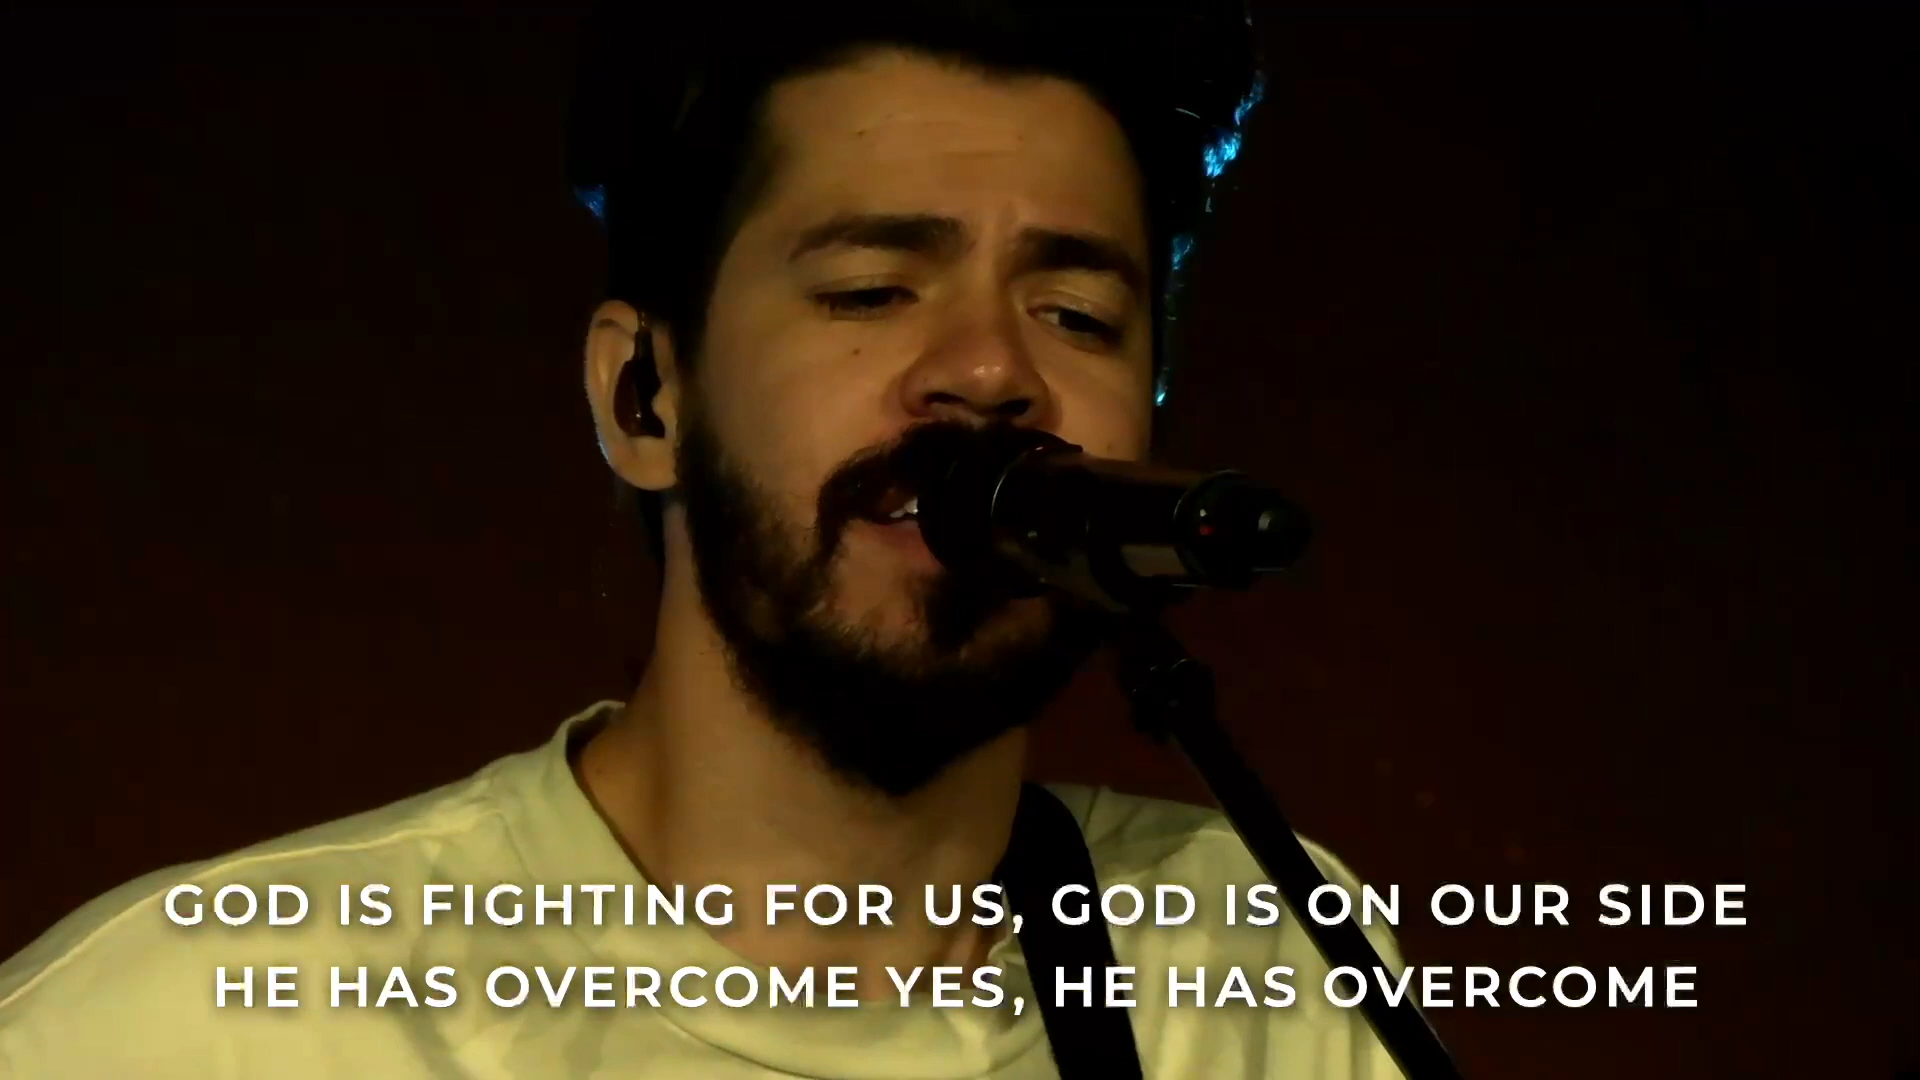 GOD IS FIGHTING FOR US, GOD IS ON OUR SIDE
HE HAS OVERCOME YES, HE HAS OVERCOME